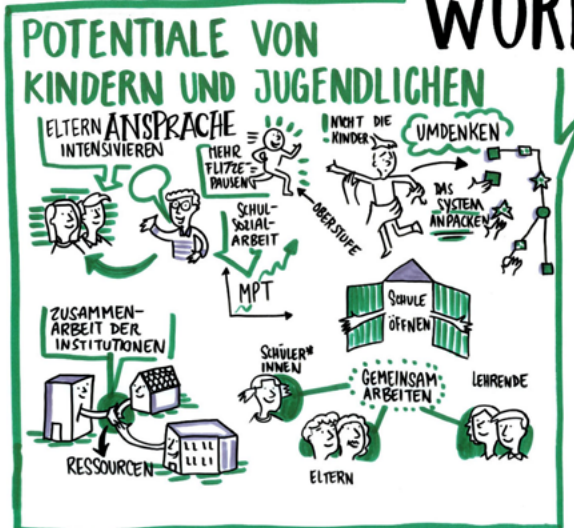 WOR
POTENTIALE VON
KINDERN UND JUGENDLICHEN
ELTERN ANSPRACHE
INTENSIVIEREN
MEHR
FLITZE-
PAUSEN
SCHUL-
SOZIAL-
ARBEIT
MPT
OBERSTUFE
! NICHT DIE
KINDER
UMDENKEN
DAS
SYSTEM
ANPACKEN
SCHULE
ÖFFNEN
ZUSAMMEN-
ARBEIT DER
INSTITUTIONEN
RESSOURCEN
SCHÜLER*
INNEN
GEMEINSAM
ARBEITEN
LEHRENDE
ELTERN